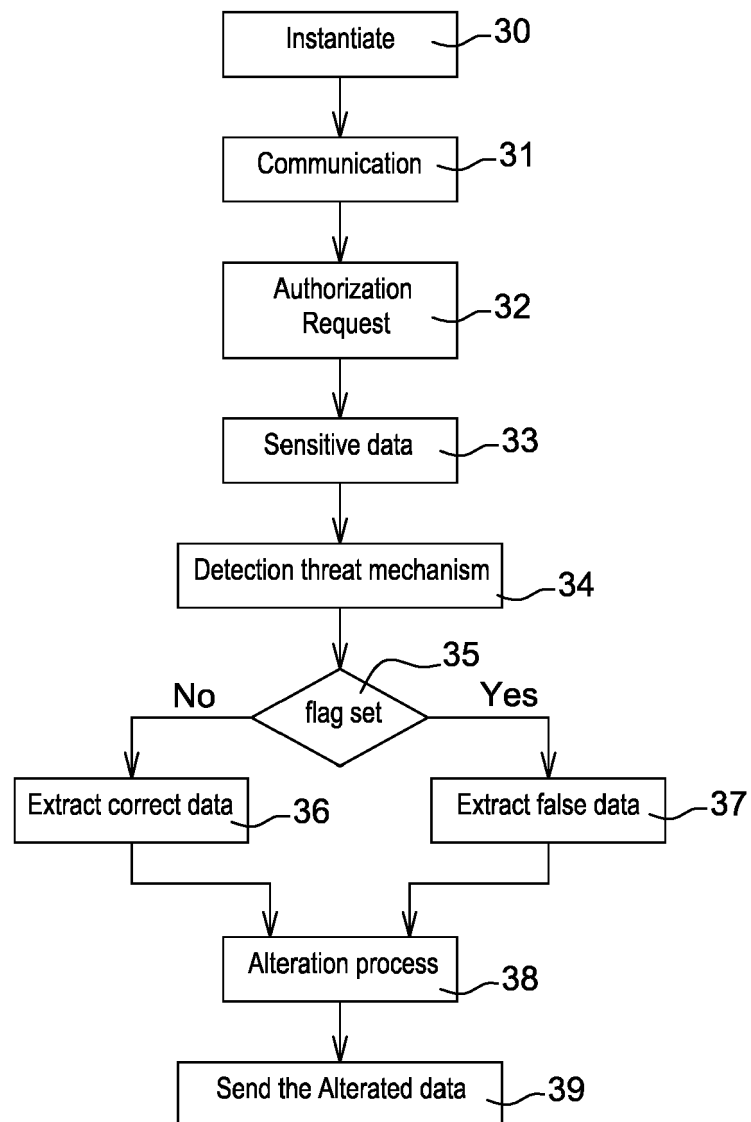 Instantiate
30
Communication
31
Authorization
Request
32
Sensitive data
33
Detection threat mechanism
34
35
No
flag set
Yes
Extract correct data
36
Extract false data
37
Alteration process
38
Send the Alterated data
39